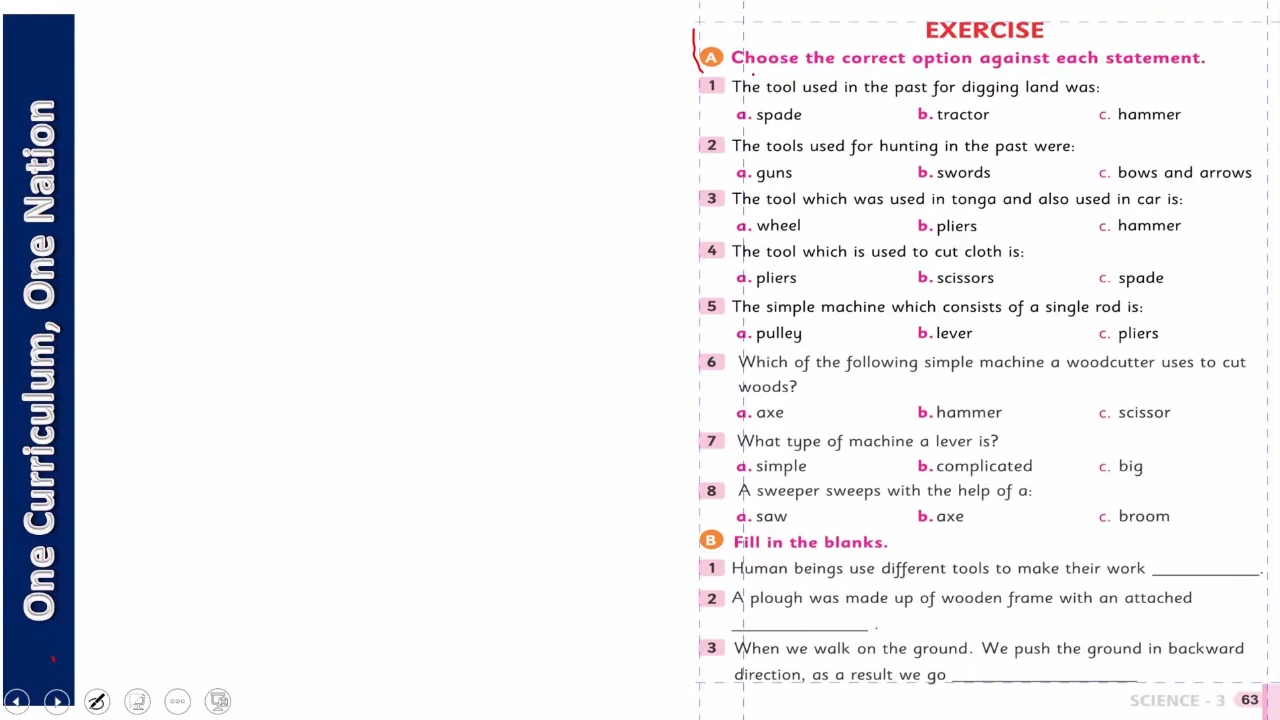 One Curriculum, One Nation
EXERCISE
A Choose the correct option against each statement.
1 The tool used in the past for digging land was:
a. spade b. tractor c. hammer
2 The tools used for hunting in the past were:
a. guns b. swords c. bows and arrows
3 The tool which was used in tonga and also used in car is:
a. wheel b. pliers c. hammer
4 The tool which is used to cut cloth is:
a. pliers b. scissors c. spade
5 The simple machine which consists of a single rod is:
a. pulley b. lever c. pliers
6 Which of the following simple machine a woodcutter uses to cut
woods?
a. axe b. hammer c. scissor
7 What type of machine a lever is?
a. simple b. complicated c. big
8 A sweeper sweeps with the help of a:
a. saw b. axe c. broom
B Fill in the blanks.
1 Human beings use different tools to make their work ____________.
2 A plough was made up of wooden frame with an attached
_______________ .
3 When we walk on the ground. We push the ground in backward
direction, as a result we go ____________________
SCIENCE - 3 63